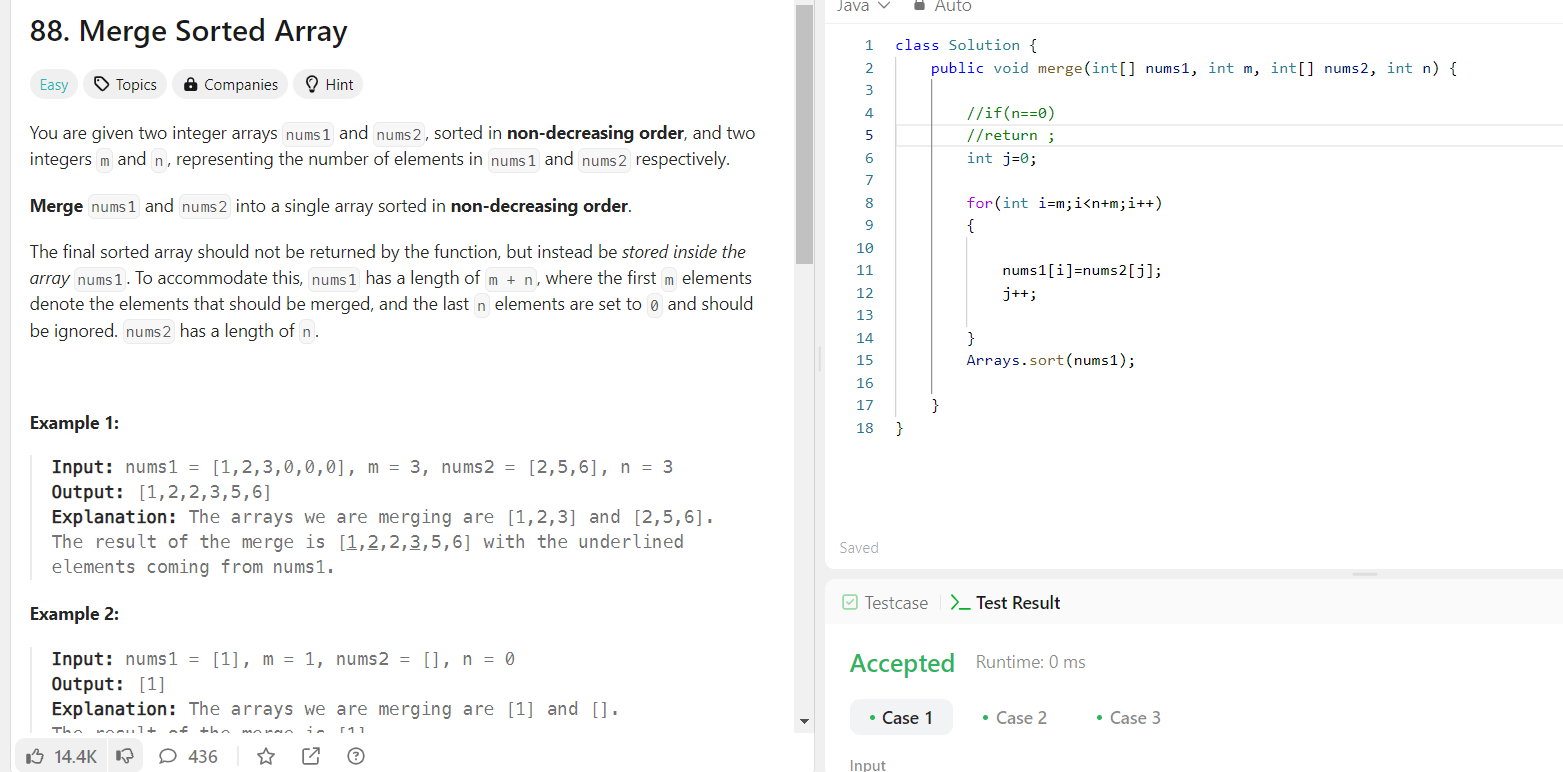 88. Merge Sorted Array
Easy Topics Companies Hint
You are given two integer arrays nums1 and nums2, sorted in non-decreasing order, and two
integers m and n, representing the number of elements in nums1 and nums2 respectively.
Merge nums1 and nums2 into a single array sorted in non-decreasing order.
The final sorted array should not be returned by the function, but instead be stored inside the
array nums1. To accommodate this, nums1 has a length of m + n, where the first m elements
denote the elements that should be merged, and the last n elements are set to 0 and should
be ignored. nums2 has a length of n.
Example 1:
Input: nums1 = [1,2,3,0,0,0], m = 3, nums2 = [2,5,6], n = 3
Output: [1,2,2,3,5,6]
Explanation: The arrays we are merging are [1,2,3] and [2,5,6].
The result of the merge is [1,2,2,3,5,6] with the underlined
elements coming from nums1.
Example 2:
Input: nums1 = [1], m = 1, nums2 = [], n = 0
Output: [1]
Explanation: The arrays we are merging are [1] and [].
The result of the merge is [1].
14.4K 436
Java Auto
1 class Solution {
2 public void merge(int[] nums1, int m, int[] nums2, int n) {
3
4 //if(n==0)
5 //return ;
6 int j=0;
7
8 for(int i=m;i<n+m;i++)
9 {
10
11 nums1[i]=nums2[j];
12 j++;
13
14 }
15 Arrays.sort(nums1);
16
17 }
18 }
Saved
Testcase Test Result
Accepted Runtime: 0 ms
Case 1 Case 2 Case 3
Input